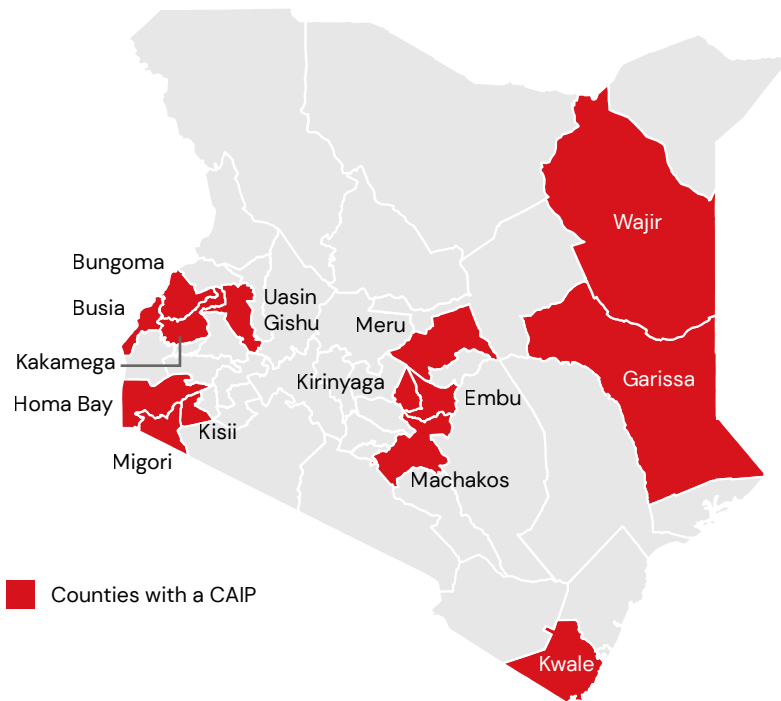 Wajir
Bungoma
Busia
Uasin
Gishu
Meru
Kakamega
Garissa
Kirinyaga
Embu
Homa Bay
Kisii
Migori
Machakos
Counties with a CAIP
Kwale